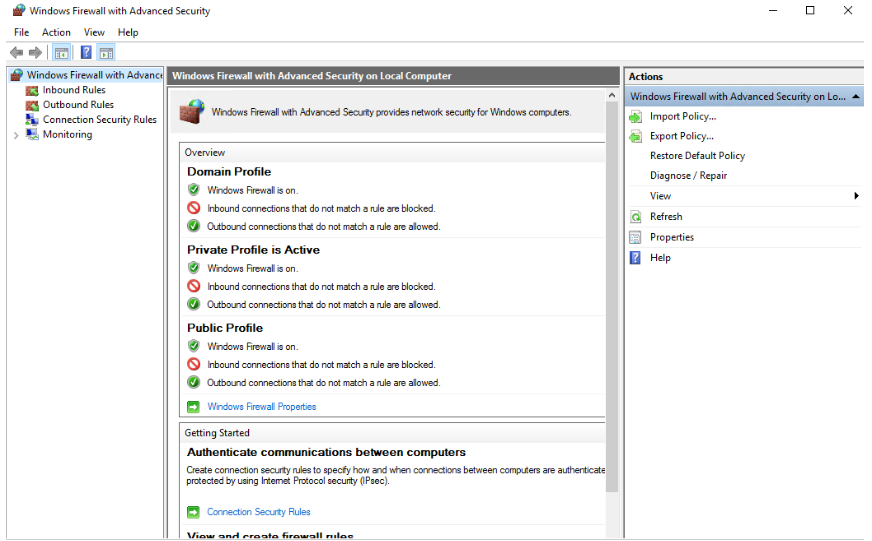 Windows Firewall with Advanced Security
File Action View Help
Windows Firewall with Advance
Inbound Rules
Outbound Rules
Connection Security Rules
Monitoring
Windows Firewall with Advanced Security on Local Computer
Windows Firewall with Advanced Security provides network security for Windows computers.
Overview
Domain Profile
Windows Firewall is on.
Inbound connections that do not match a rule are blocked.
Outbound connections that do not match a rule are allowed.
Private Profile is Active
Windows Firewall is on.
Inbound connections that do not match a rule are blocked.
Outbound connections that do not match a rule are allowed.
Public Profile
Windows Firewall is on.
Inbound connections that do not match a rule are blocked.
Outbound connections that do not match a rule are allowed.
Windows Firewall Properties
Getting Started
Authenticate communications between computers
Create connection security rules to specify how and when connections between computers are authenticate
protected by using Internet Protocol security (IPsec).
Connection Security Rules
View and create firewall rules
Actions
Windows Firewall with Advanced Security on Lo...
Import Policy...
Export Policy...
Restore Default Policy
Diagnose / Repair
View
Refresh
Properties
Help